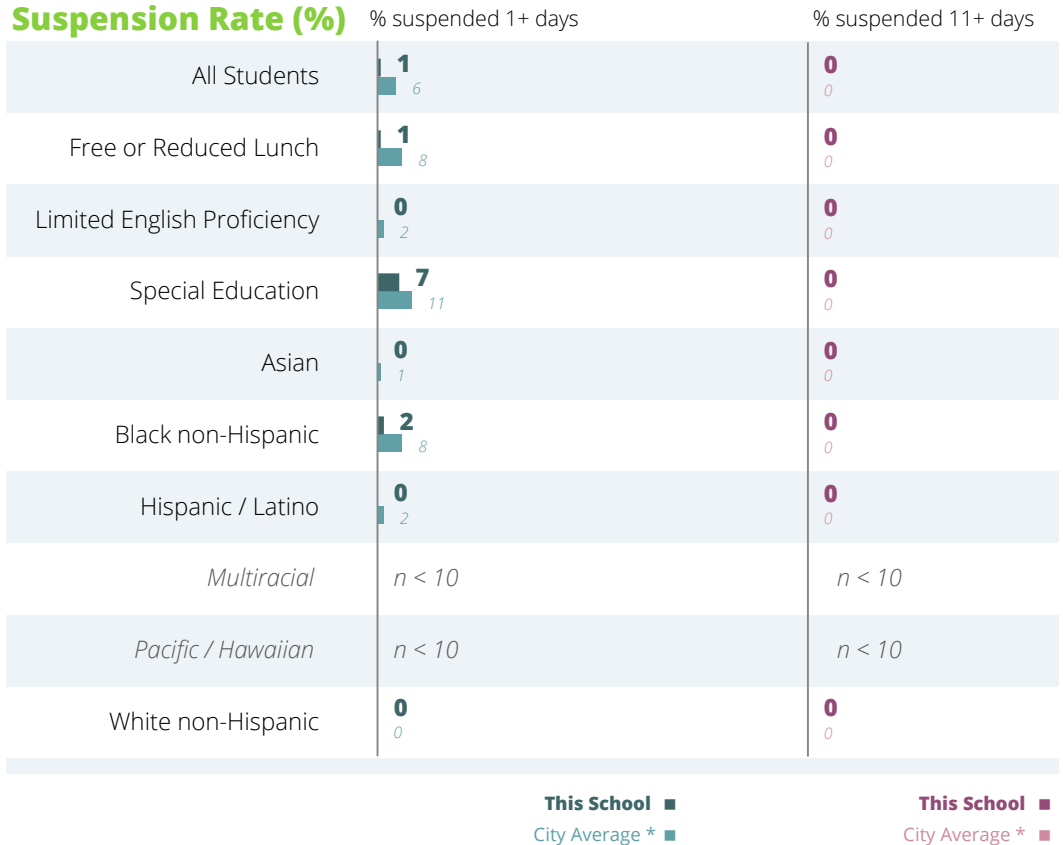 Suspension Rate (%) % suspended 1+ days % suspended 11+ days
All Students 1 0
6 0
Free or Reduced Lunch 1 0
8 0
Limited English Proficiency 0 0
2 0
Special Education 7 0
11 0
Asian 0 0
1 0
Black non-Hispanic 2 0
8 0
Hispanic / Latino 0 0
2 0
Multiracial n < 10 n < 10
Pacific / Hawaiian n < 10 n < 10
White non-Hispanic 0 0
0 0
This School This School
City Average * City Average *